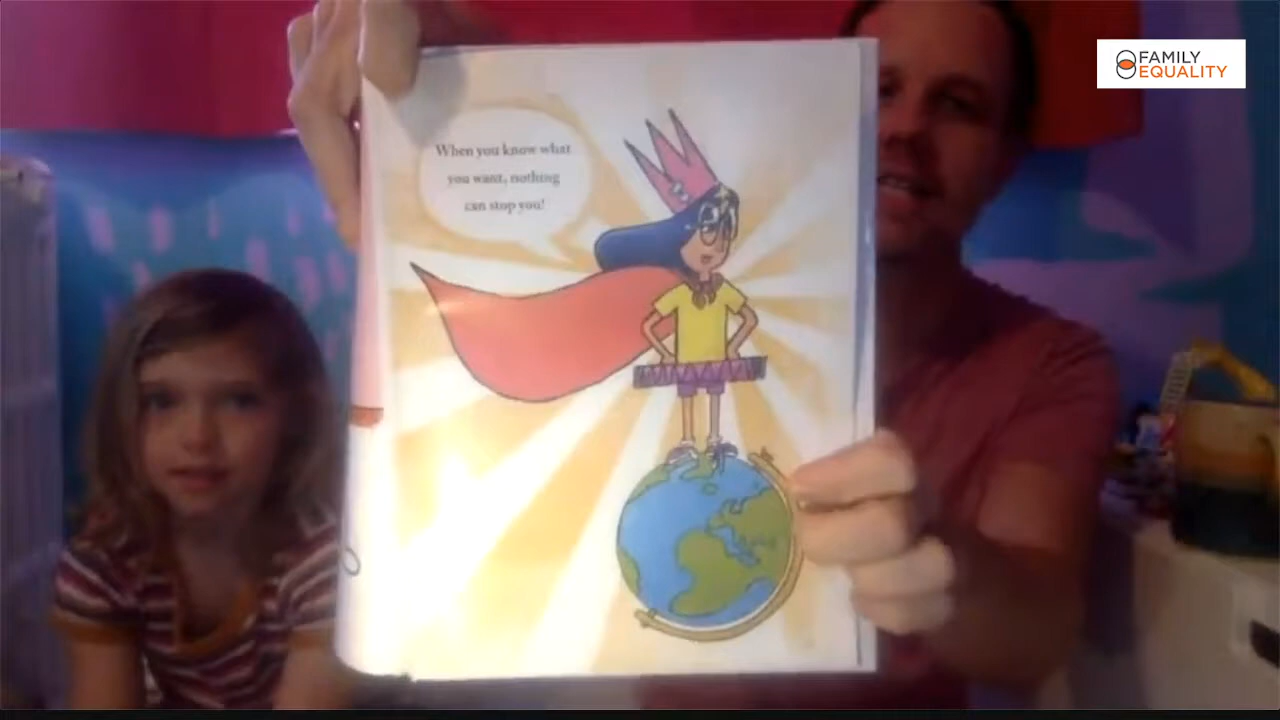 When you know what
you want, nothing
can stop you!
FAMILY
EQUALITY